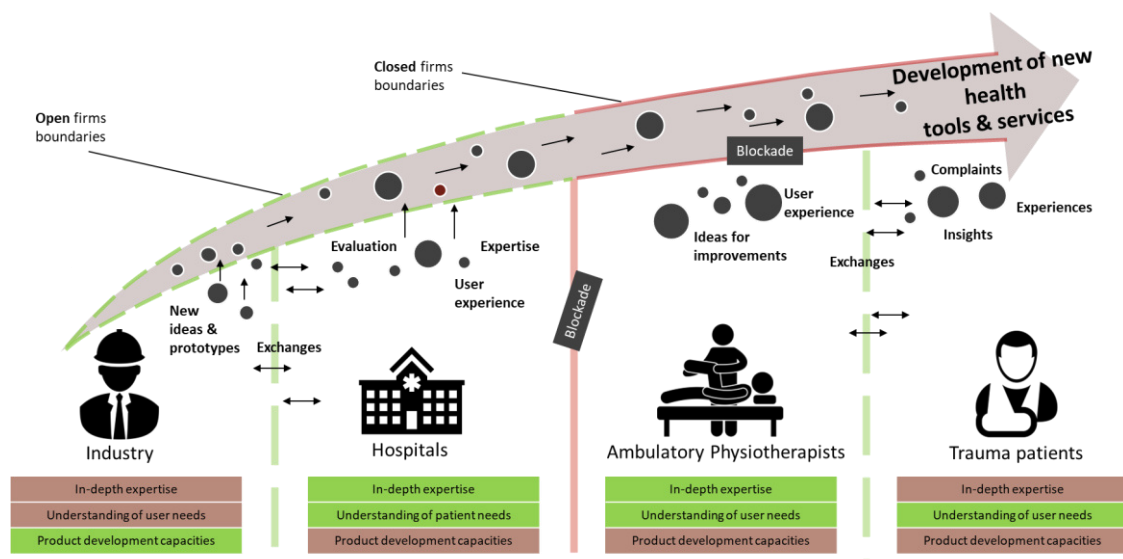 Closed firms
boundaries
Open firms
boundaries
Development of new
health
tools & services
Blockade
Complaints
User
experience
Experiences
Ideas for
improvements
Insights
Evaluation
Expertise
Exchanges
User
experience
New
ideas &
prototypes
Exchanges
Blockade
Industry
Hospitals
Ambulatory Physiotherapists
Trauma patients
In-depth expertise
Understanding of user needs
Product development capacities
In-depth expertise
Understanding of patient needs
Product development capacities
In-depth expertise
Understanding of user needs
Product development capacities
In-depth expertise
Understanding of user needs
Product development capacities